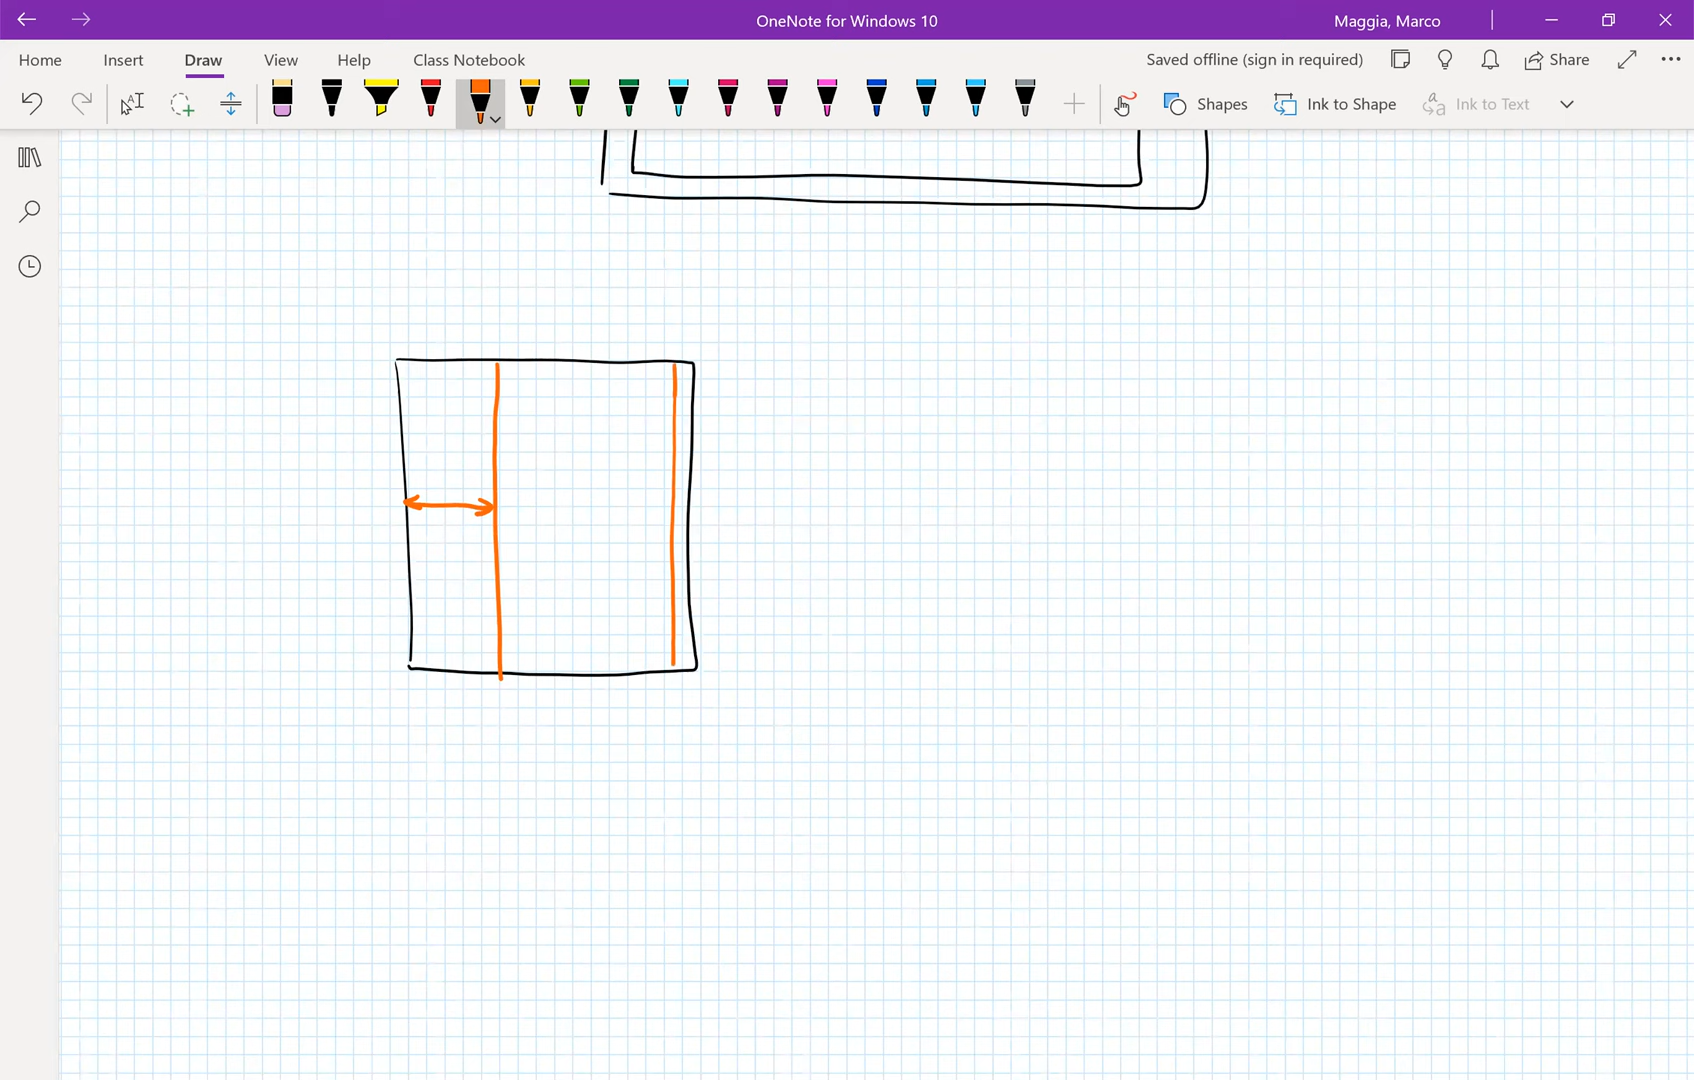 OneNote for Windows 10
Maggia, Marco
Home Insert Draw View Help Class Notebook
Saved offline (sign in required) Share
Shapes Ink to Shape Ink to Text